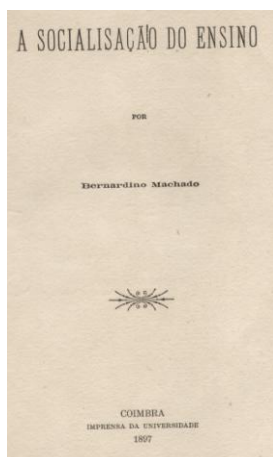 A SOCIALISAÇÃO DO ENSINO
POR
Bernardino Machado
COIMBRA
IMPRENSA DA UNIVERSIDADE
1897